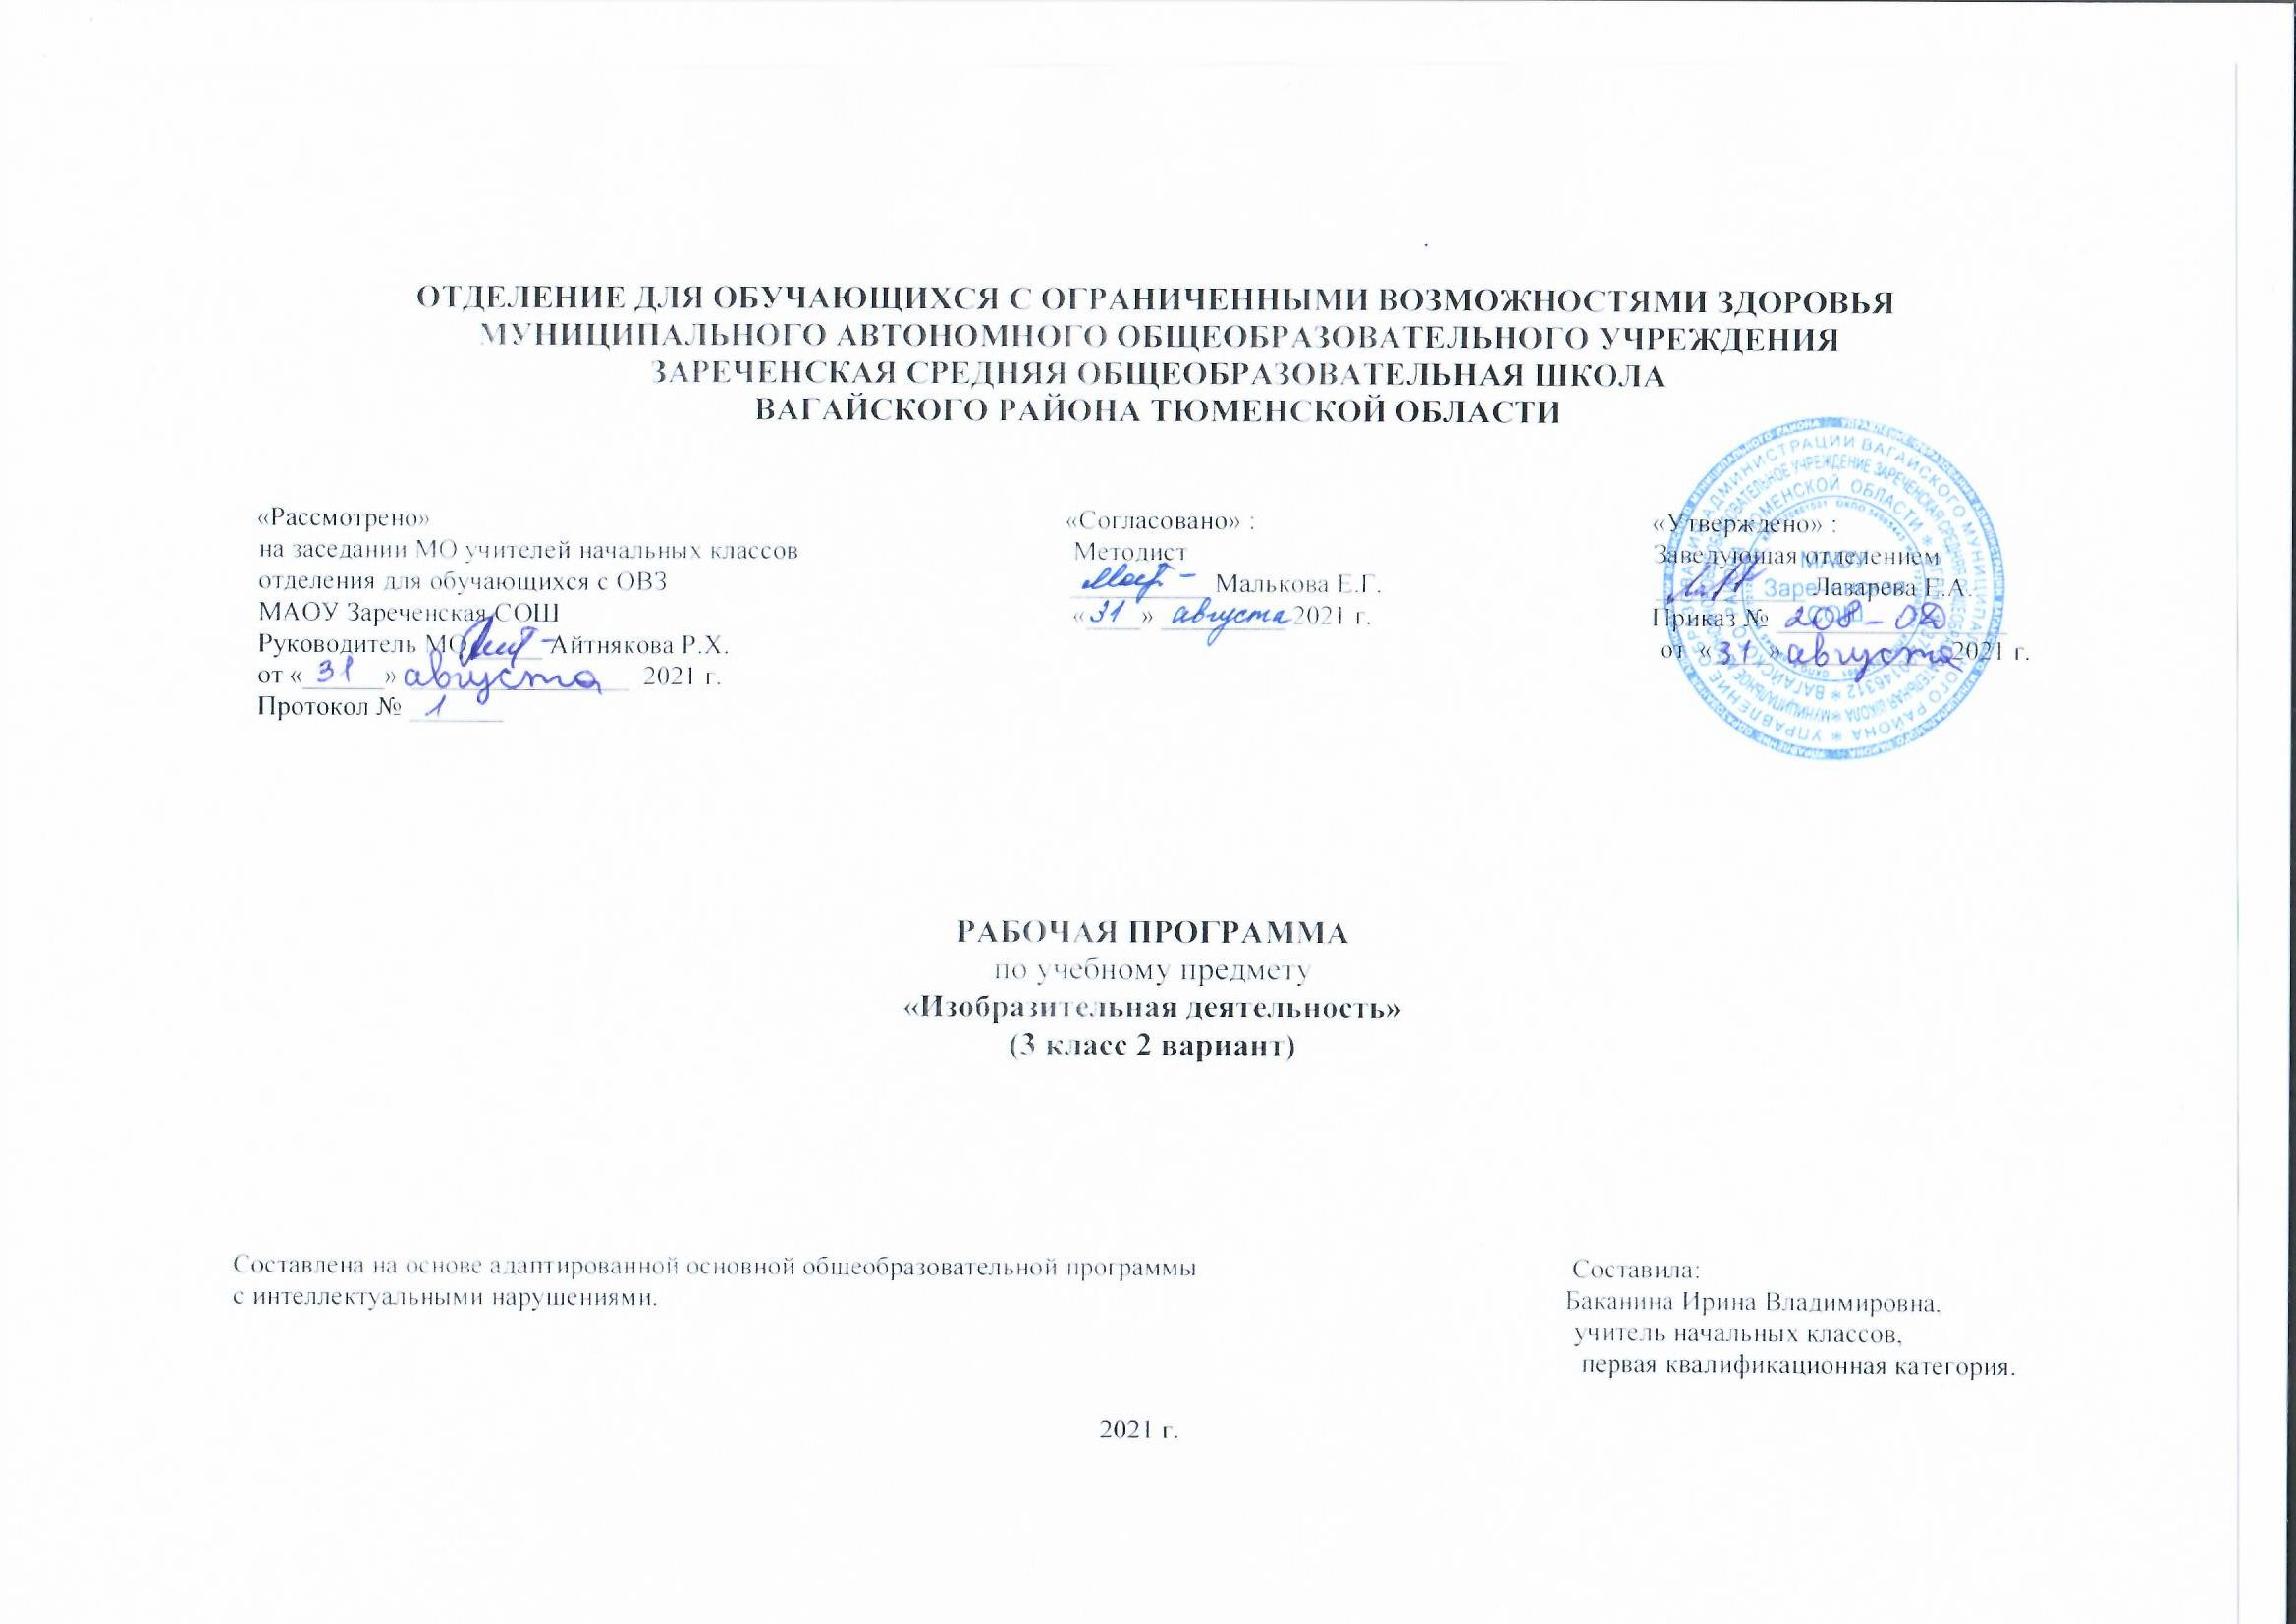 ОТДЕЛЕНИЕ ДЛЯ ОБУЧАЮЩИХСЯ С ОГРАНИЧЕННЫМИ ВОЗМОЖНОСТЯМИ ЗДОРОВЬЯ
МУНИЦИПАЛЬНОГО АВТОНОМНОГО ОБЩЕОБРАЗОВАТЕЛЬНОГО УЧРЕЖДЕНИЯ
ЗАРЕЧЕНСКАЯ СРЕДНЯЯ ОБЩЕОБРАЗОВАТЕЛЬНАЯ ШКОЛА
ВАГАЙСКОГО РАЙОНА ТЮМЕНСКОЙ ОБЛАСТИ
«Рассмотрено»
на заседании МО учителей начальных классов
отделения для обучающихся с ОВЗ
МАОУ Зареченская СОШ
Руководитель МО Айтнякова Р.Х.
от « 31 » августа 2021 г.
Протокол № 1
«Согласовано» :
Методист
Малькова Е.Г.
« 31 » августа 2021 г.
«Утверждено» :
Заведующая отделением
Лазарева Е.А.
Приказ № 208-ОД
от « 31 » августа 2021 г.
РАБОЧАЯ ПРОГРАММА
по учебному предмету
«Изобразительная деятельность»
(3 класс 2 вариант)
Составлена на основе адаптированной основной общеобразовательной программы
с интеллектуальными нарушениями.
Составила:
Баканина Ирина Владимировна,
учитель начальных классов,
первая квалификационная категория.
2021 г.